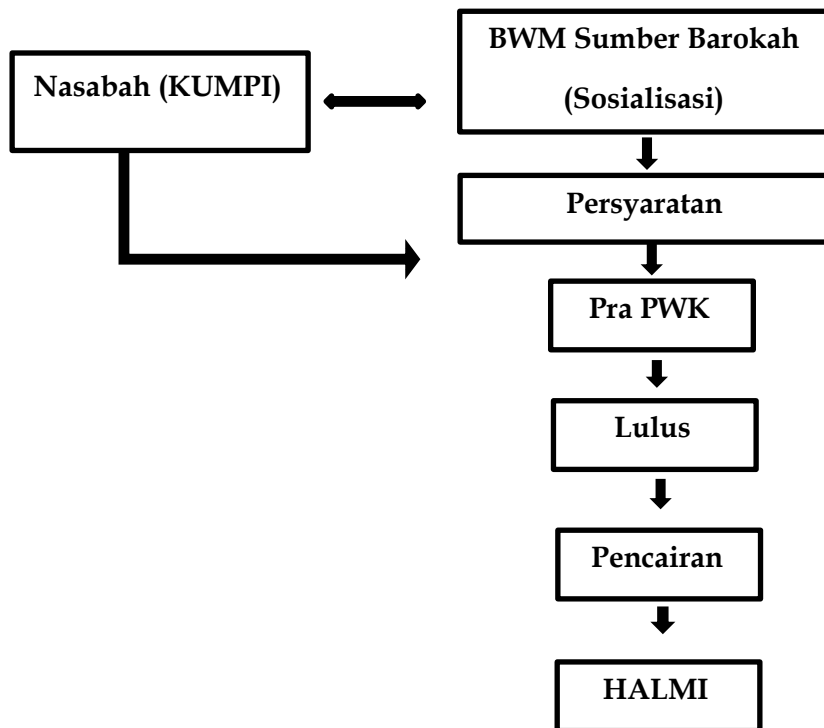 Nasabah (KUMPI)
BWM Sumber Barokah
(Sosialisasi)
Persyaratan
Pra PWK
Lulus
Pencairan
HALMI